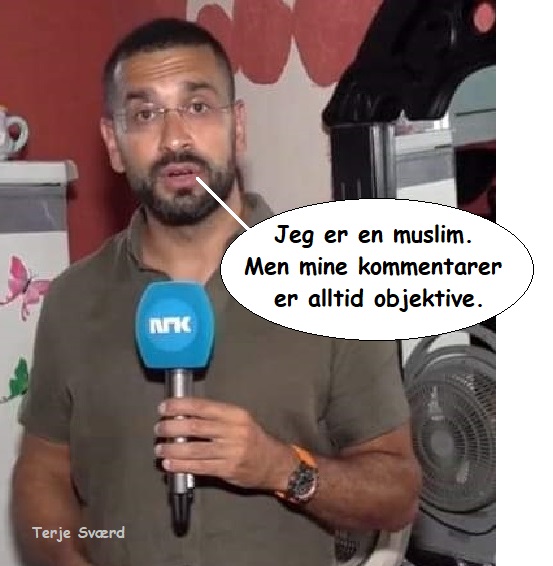 Jeg er en muslim.
Men mine kommentarer
er alltid objektive.
NRK
Terje Sværd